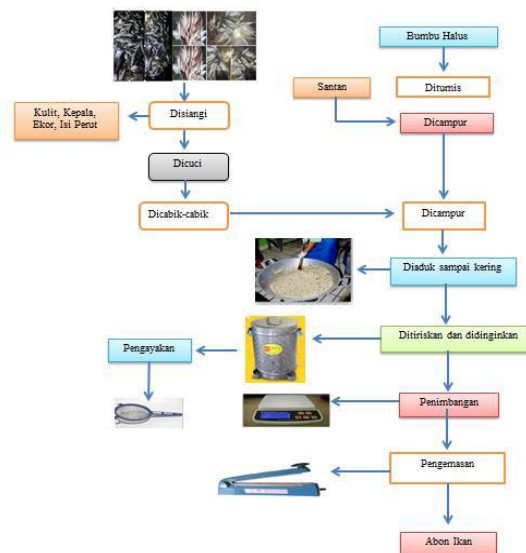 Bumbu Halus
Santan
Ditumis
Kulit, Kepala,
Ekor, Isi Perut
Disiangi
Dicampur
Dicuci
Dicabik-cabik
Dicampur
Diaduk sampai kering
Pengayakan
Ditiriskan dan didinginkan
Penimbangan
Pengemasan
Abon Ikan